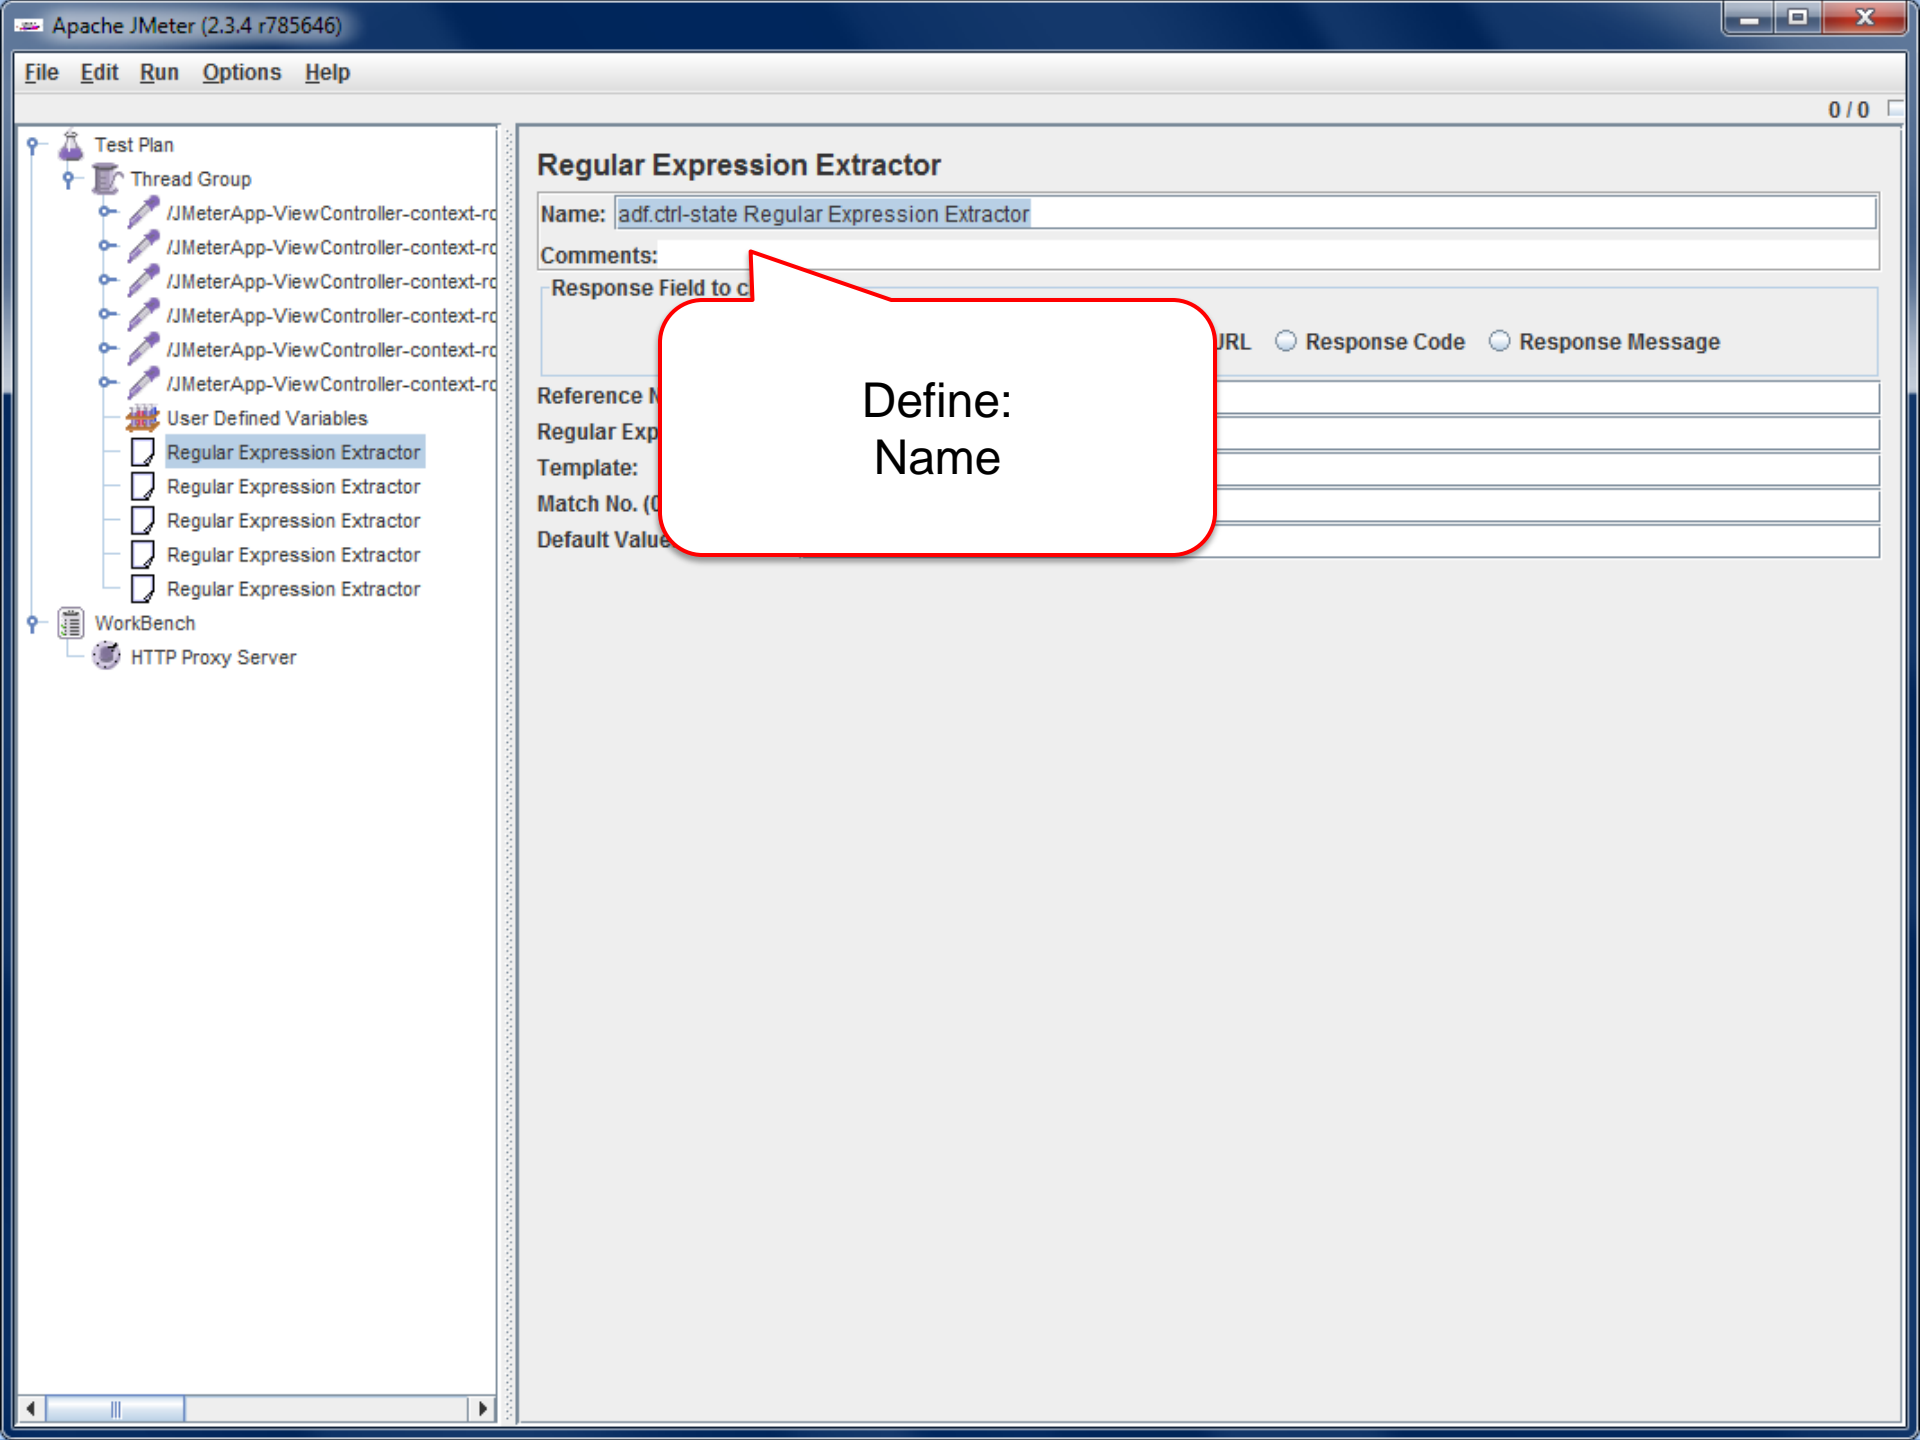 Apache JMeter (2.3.4 r785646)
File Edit Run Options Help
0 / 0
Test Plan
Thread Group
/JMeterApp-ViewController-context-ro
/JMeterApp-ViewController-context-ro
/JMeterApp-ViewController-context-ro
/JMeterApp-ViewController-context-ro
/JMeterApp-ViewController-context-ro
/JMeterApp-ViewController-context-ro
User Defined Variables
Regular Expression Extractor
Regular Expression Extractor
Regular Expression Extractor
Regular Expression Extractor
Regular Expression Extractor
WorkBench
HTTP Proxy Server
Regular Expression Extractor
Name: adf.ctrl-state Regular Expression Extractor
Comments:
Response Field to c
URL Response Code Response Message
Reference N
Regular Exp
Template:
Match No. (0
Default Value
Define:
Name